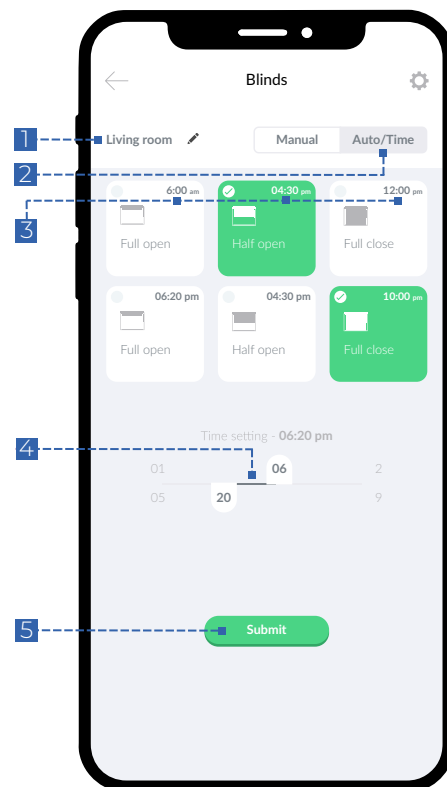 Blinds
1 Living room Manual Auto/Time
2
6:00 am 04:30 pm 12:00 pm
3
Full open Half open Full close
06:20 pm 04:30 pm 10:00 pm
Full open Half open Full close
Time setting - 06:20 pm
4
01 06 2
05 20 9
5 Submit